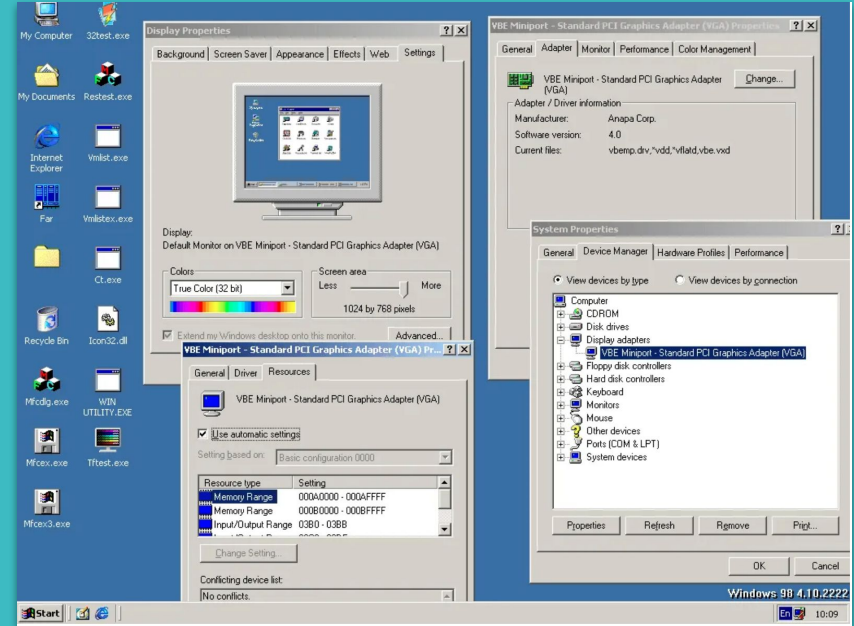 My Computer
32test.exe
My Documents
Restest.exe
Internet
Explorer
Vmlist.exe
Far
Vmlistex.exe
Ct.exe
Recycle Bin
Icon32.dll
Mfcdlg.exe
WIN
UTILITY.EXE
Mfcex.exe
Tftest.exe
Mfcex3.exe
Display Properties
Background
Screen Saver
Appearance
Effects
Web
Settings
Display:
Default Monitor on VBE Miniport - Standard PCI Graphics Adapter (VGA)
Colors
True Color (32 bit)
Screen area
Less
More
1024 by 768 pixels
Extend my Windows desktop onto this monitor.
Advanced...
VBE Miniport - Standard PCI Graphics Adapter (VGA) Pr...
General
Driver
Resources
VBE Miniport - Standard PCI Graphics Adapter (VGA)
Use automatic settings
Setting based on:
Basic configuration 0000
Resource type
Setting
Memory Range
000A0000 - 000AFFFF
Memory Range
000B0000 - 000BFFFF
Input/Output Range
03B0 - 03BB
Change Setting...
Conflicting device list:
No conflicts.
VBE Miniport - Standard PCI Graphics Adapter (VGA) Properties
General
Adapter
Monitor
Performance
Color Management
VBE Miniport - Standard PCI Graphics Adapter
(VGA)
Change...
Adapter / Driver information
Manufacturer:
Anapa Corp.
Software version:
4.0
Current files:
vbemp.drv,*vdd,*vflatd,vbe.vxd
System Properties
General
Device Manager
Hardware Profiles
Performance
View devices by type
View devices by connection
Computer
CDROM
Disk drives
Display adapters
VBE Miniport - Standard PCI Graphics Adapter (VGA)
Floppy disk controllers
Hard disk controllers
Keyboard
Monitors
Mouse
Other devices
Ports (COM & LPT)
System devices
Properties
Refresh
Remove
Print...
OK
Cancel
Windows 98 4.10.2222
Start
En
10:09